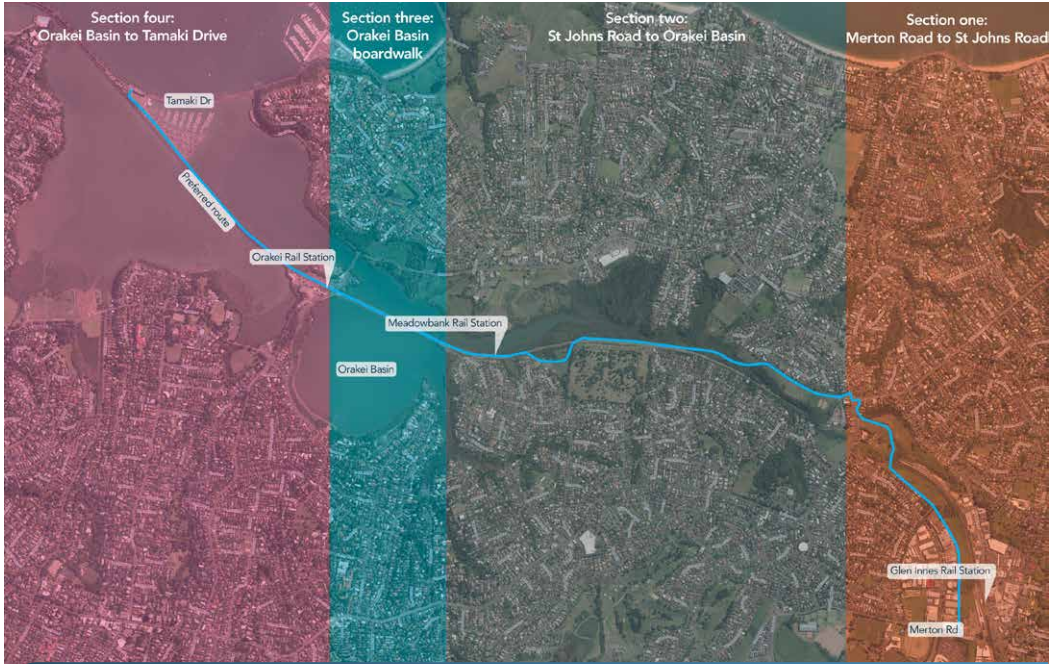 Section four:
Orakei Basin to Tamaki Drive
Section three:
Orakei Basin
boardwalk
Section two:
St Johns Road to Orakei Basin
Section one:
Merton Road to St Johns Road
Tamaki Dr
Preferred route
Orakei Rail Station
Meadowbank Rail Station
Orakei Basin
Glen innes Rail Station
Merton Rd